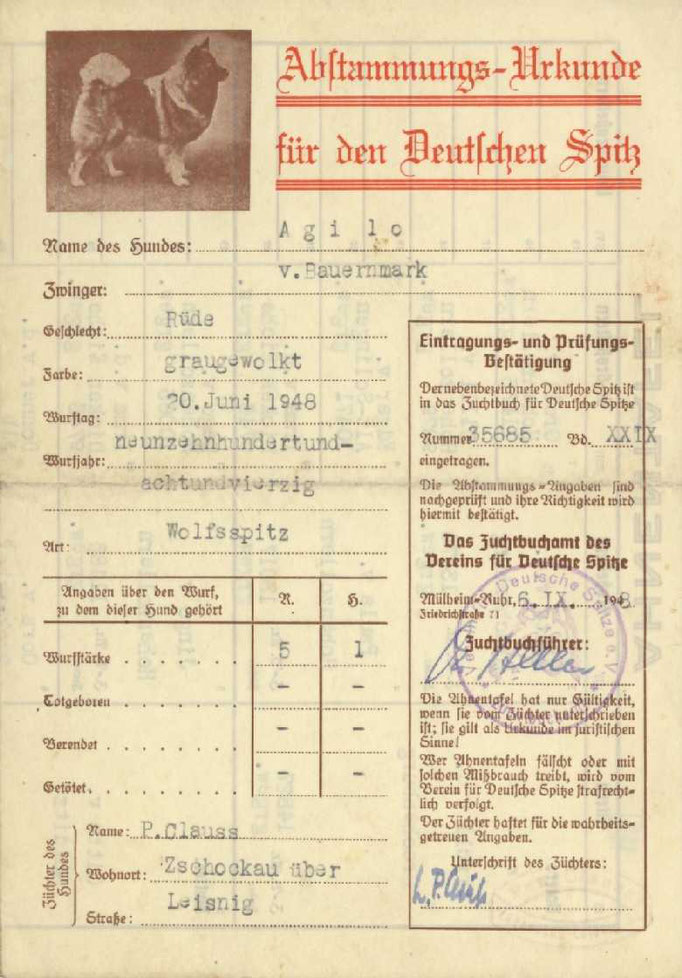 Abstammungs-Urkunde
für den Deutschen Spitz
Name des Hundes: Agilo
v. Bauernmark
Zwinger:
Geschlecht: Rüde
Farbe: graugewolkt
Wurftag: 20.Juni 1948
Wurfjahr: neunzehnhundertund-
achtundvierzig
Art: Wolfsspitz
Angaben über den Wurf, zu dem dieser Hund gehört R. H.
Wurfstärke 5 1
Totgeboren - -
Verendet - -
Getötet - -
Züchter des Hundes
Name: P.Clauss
Wohnort: Zschockau über
Straße: Leisnig
Eintragungs- und Prüfungs-
Bestätigung
Der nebenbezeichnete Deutsche Spitz ist
in das Zuchtbuch für Deutsche Spitze
Nummer 35685 Bd. XXIX
eingetragen.
Die Abstammungs-Angaben sind
nachgeprüft und ihre Richtigkeit wird
hiermit bestätigt.
Das Zuchtbuchamt des
Vereins für Deutsche Spitze
Mülheim-Ruhr, 6.IX. 1948
Friedrichstraße 71
Zuchtbuchführer:
Deutsche Spitze e.V.
Die Ahnentafel hat nur Gültigkeit,
wenn sie vom Züchter unterschrieben
ist; sie gilt als Urkunde im juristischen
Sinne!
Wer Ahnentafeln fälscht oder mit
solchen Mißbrauch treibt, wird vom
Verein für Deutsche Spitze strafrecht-
lich verfolgt.
Der Züchter haftet für die wahrheits-
getreuen Angaben.
Unterschrift des Züchters: